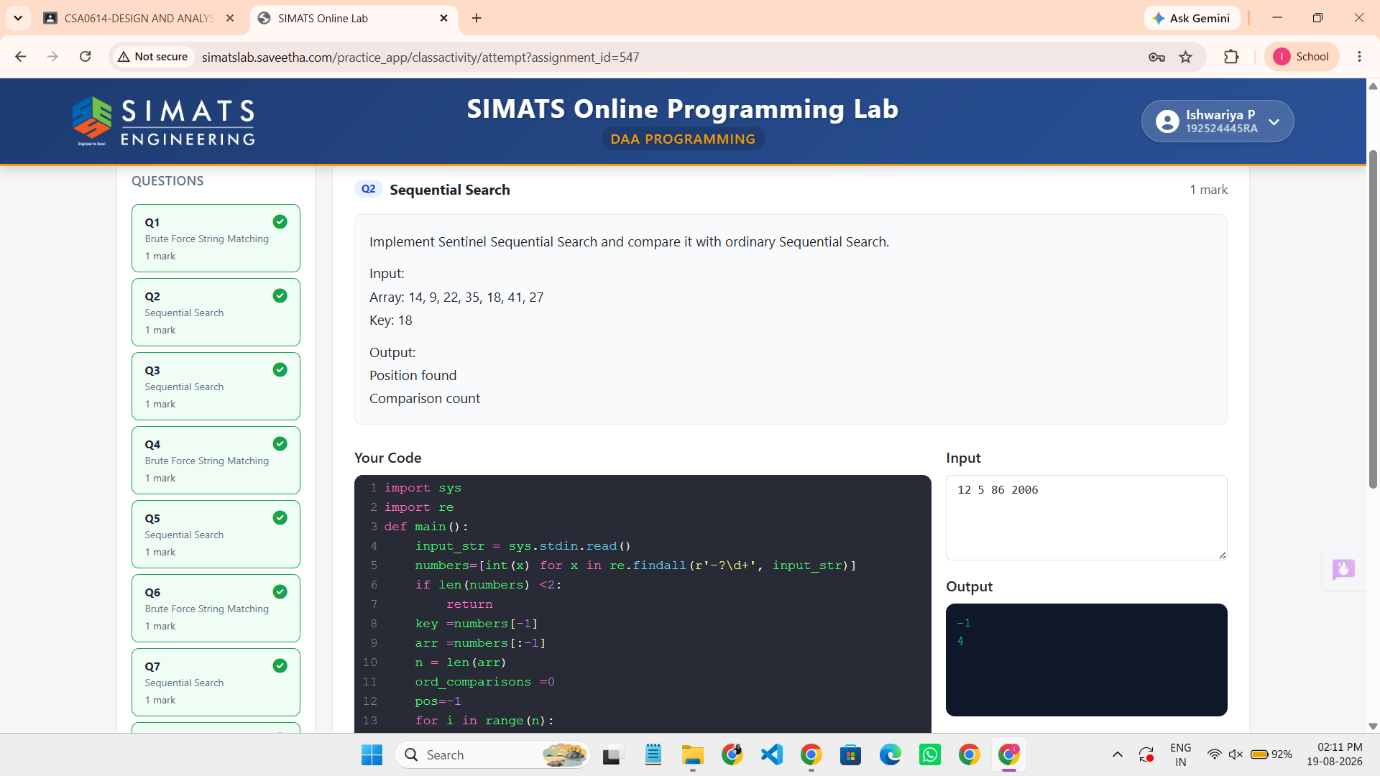 CSA0614-DESIGN AND ANALYS
SIMATS Online Lab
Ask Gemini
Not secure
simatslab.saveetha.com/practice_app/classactivity/attempt?assignment_id=547
School
SIMATS
ENGINEERING
SIMATS Online Programming Lab
DAA PROGRAMMING
Ishwariya P
192524445RA
QUESTIONS
Q1
Brute Force String Matching
1 mark
Q2
Sequential Search
1 mark
Q3
Sequential Search
1 mark
Q4
Brute Force String Matching
1 mark
Q5
Sequential Search
1 mark
Q6
Brute Force String Matching
1 mark
Q7
Sequential Search
1 mark
Q2 Sequential Search 1 mark
Implement Sentinel Sequential Search and compare it with ordinary Sequential Search.
Input:
Array: 14, 9, 22, 35, 18, 41, 27
Key: 18
Output:
Position found
Comparison count
Your Code
1 import sys
2 import re
3 def main():
4 input_str = sys.stdin.read()
5 numbers=[int(x) for x in re.findall(r'-?\d+', input_str)]
6 if len(numbers) <2:
7 return
8 key =numbers[-1]
9 arr =numbers[:-1]
10 n = len(arr)
11 ord_comparisons =0
12 pos=-1
13 for i in range(n):
Input
12 5 86 2006
Output
-1
4
Search
ENG
IN
92%
02:11 PM
19-08-2026